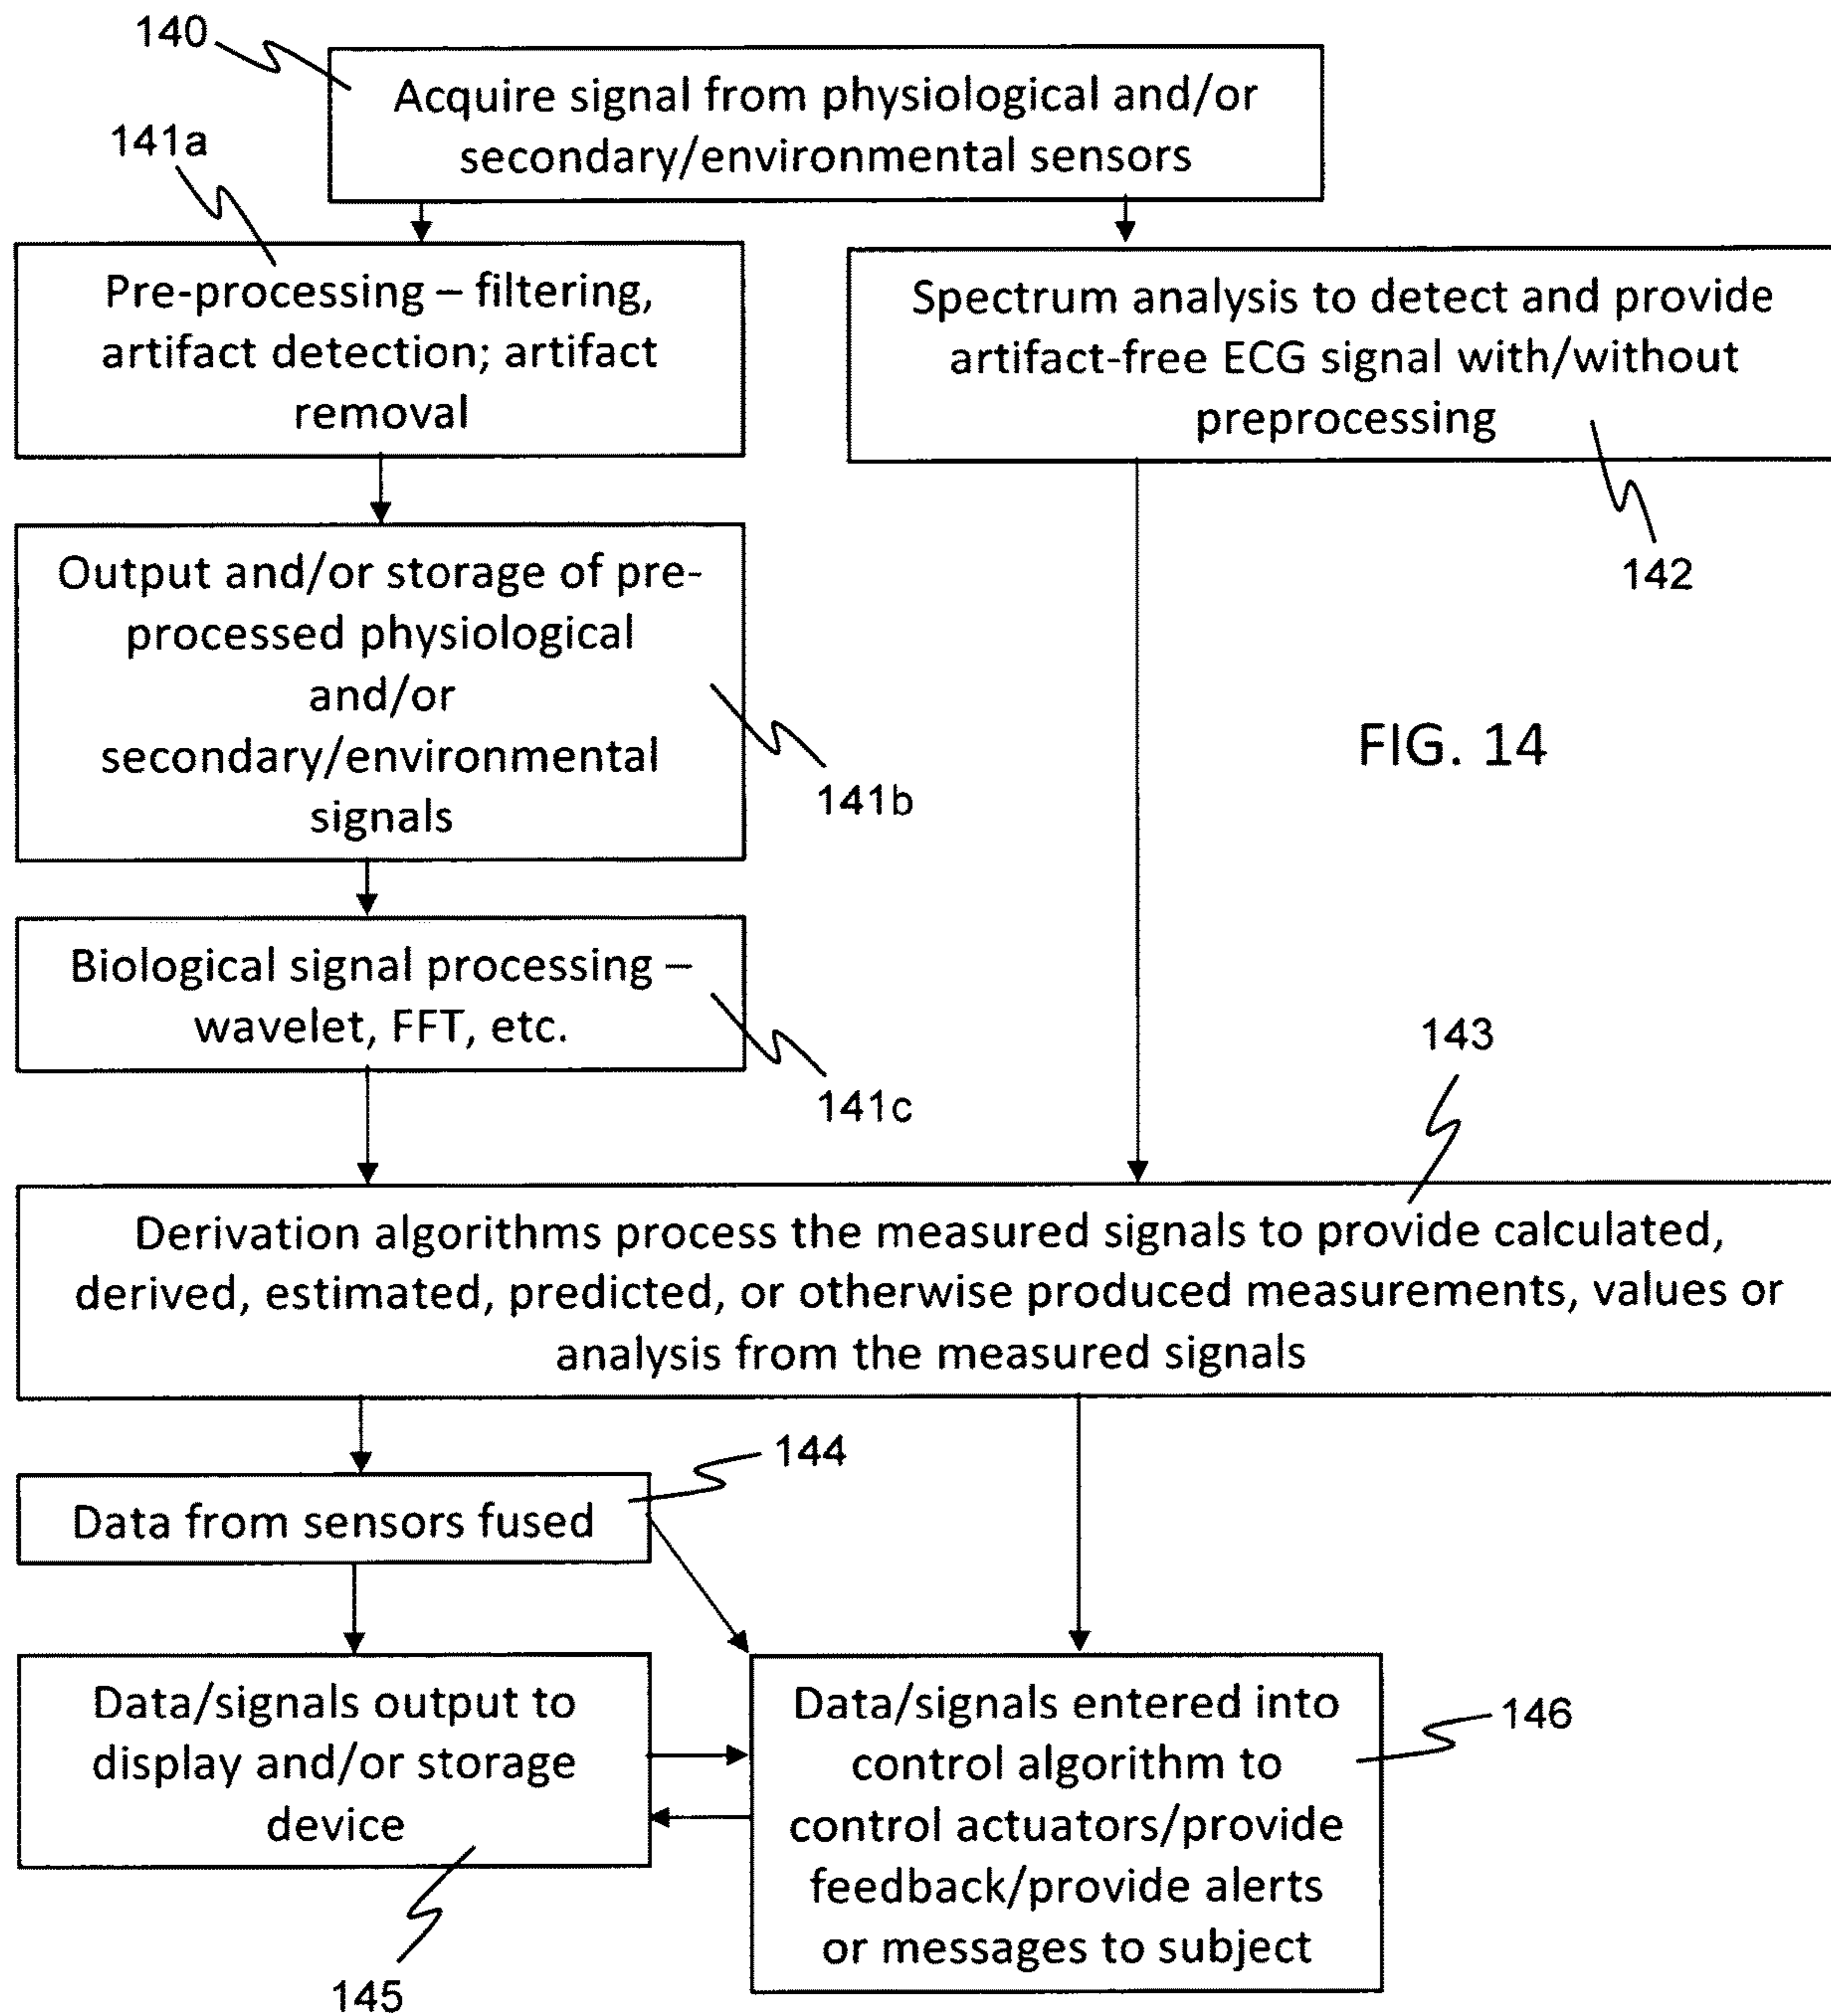 140
Acquire signal from physiological and/or
secondary/environmental sensors
141a
Pre-processing – filtering,
artifact detection; artifact
removal
Spectrum analysis to detect and provide
artifact-free ECG signal with/without
preprocessing
142
Output and/or storage of pre-
processed physiological
and/or
secondary/environmental
signals
141b
FIG. 14
Biological signal processing –
wavelet, FFT, etc.
141c
143
Derivation algorithms process the measured signals to provide calculated,
derived, estimated, predicted, or otherwise produced measurements, values or
analysis from the measured signals
144
Data from sensors fused
Data/signals output to
display and/or storage
device
145
Data/signals entered into
control algorithm to
control actuators/provide
feedback/provide alerts
or messages to subject
146